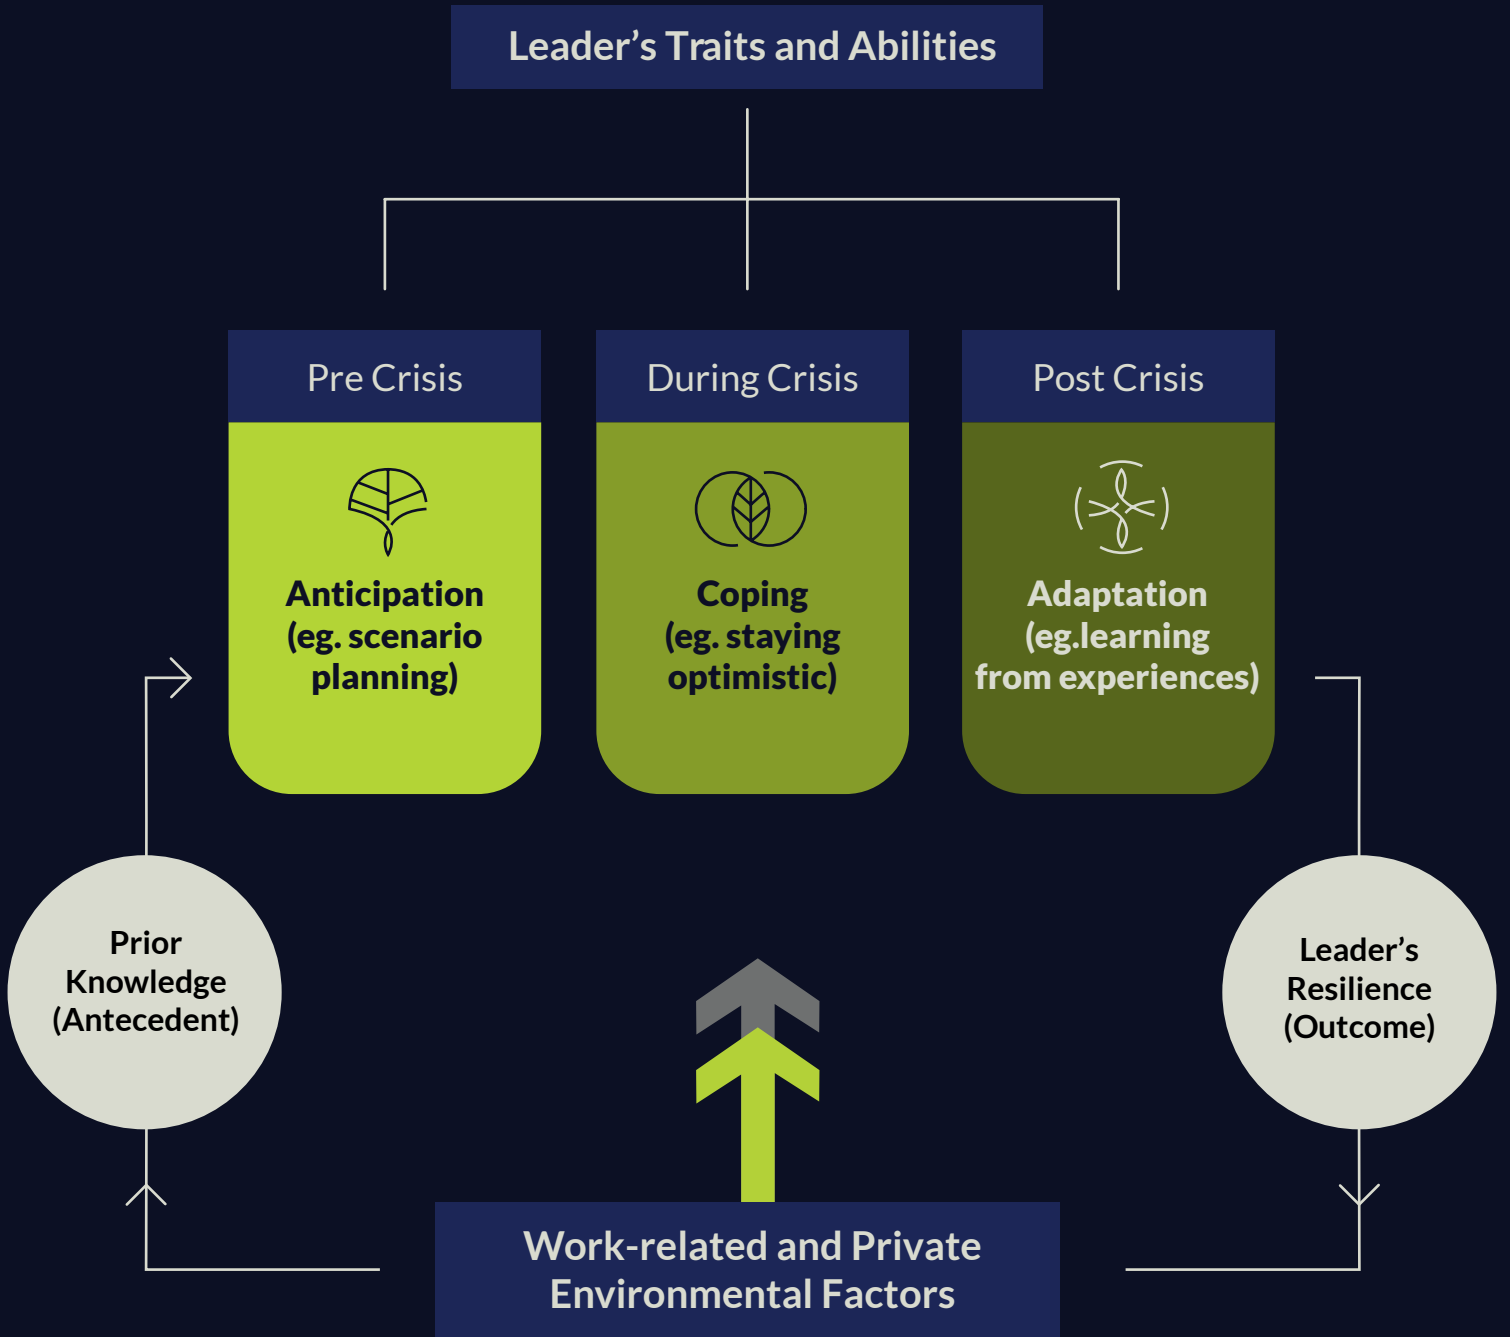 Leader’s Traits and Abilities
Pre Crisis
During Crisis
Post Crisis
Anticipation
(eg. scenario
planning)
Coping
(eg. staying
optimistic)
Adaptation
(eg.learning
from experiences)
Prior
Knowledge
(Antecedent)
Leader’s
Resilience
(Outcome)
Work-related and Private
Environmental Factors